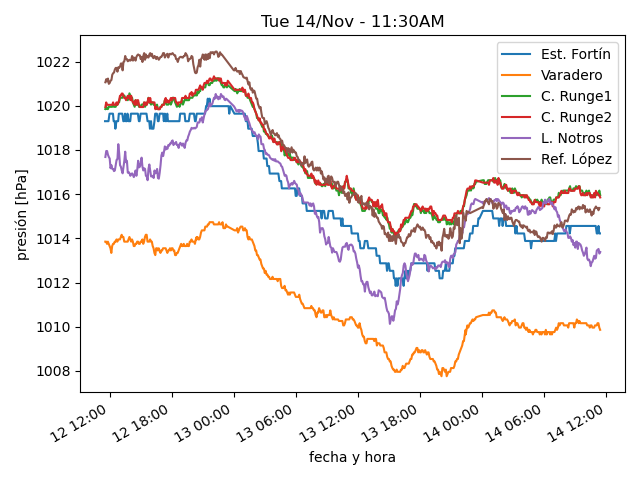 Tue 14/Nov - 11:30AM
presión [hPa]
1022
1020
1018
1016
1014
1012
1010
1008
Est. Fortín
Varadero
C. Runge1
C. Runge2
L. Notros
Ref. López
12 12:00
12 18:00
13 00:00
13 06:00
13 12:00
13 18:00
14 00:00
14 06:00
14 12:00
fecha y hora